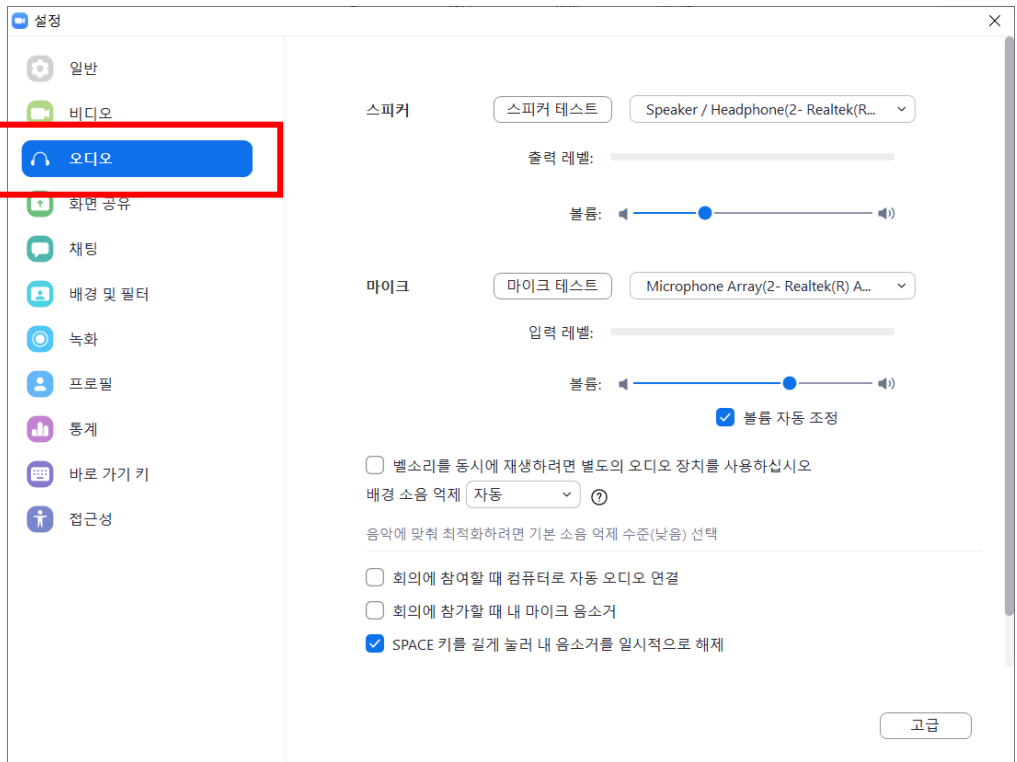 설정
일반
비디오
오디오
화면 공유
채팅
배경 및 필터
녹화
프로필
통계
바로 가기 키
접근성
스피커 스피커 테스트 Speaker / Headphone(2- Realtek(R...
출력 레벨:
볼륨:
마이크 마이크 테스트 Microphone Array(2- Realtek(R) A...
입력 레벨:
볼륨:
볼륨 자동 조정
벨소리를 동시에 재생하려면 별도의 오디오 장치를 사용하십시오
배경 소음 억제 자동
음악에 맞춰 최적화하려면 기본 소음 억제 수준(낮음) 선택
회의에 참여할 때 컴퓨터로 자동 오디오 연결
회의에 참가할 때 내 마이크 음소거
SPACE 키를 길게 눌러 내 음소거를 일시적으로 해제
고급